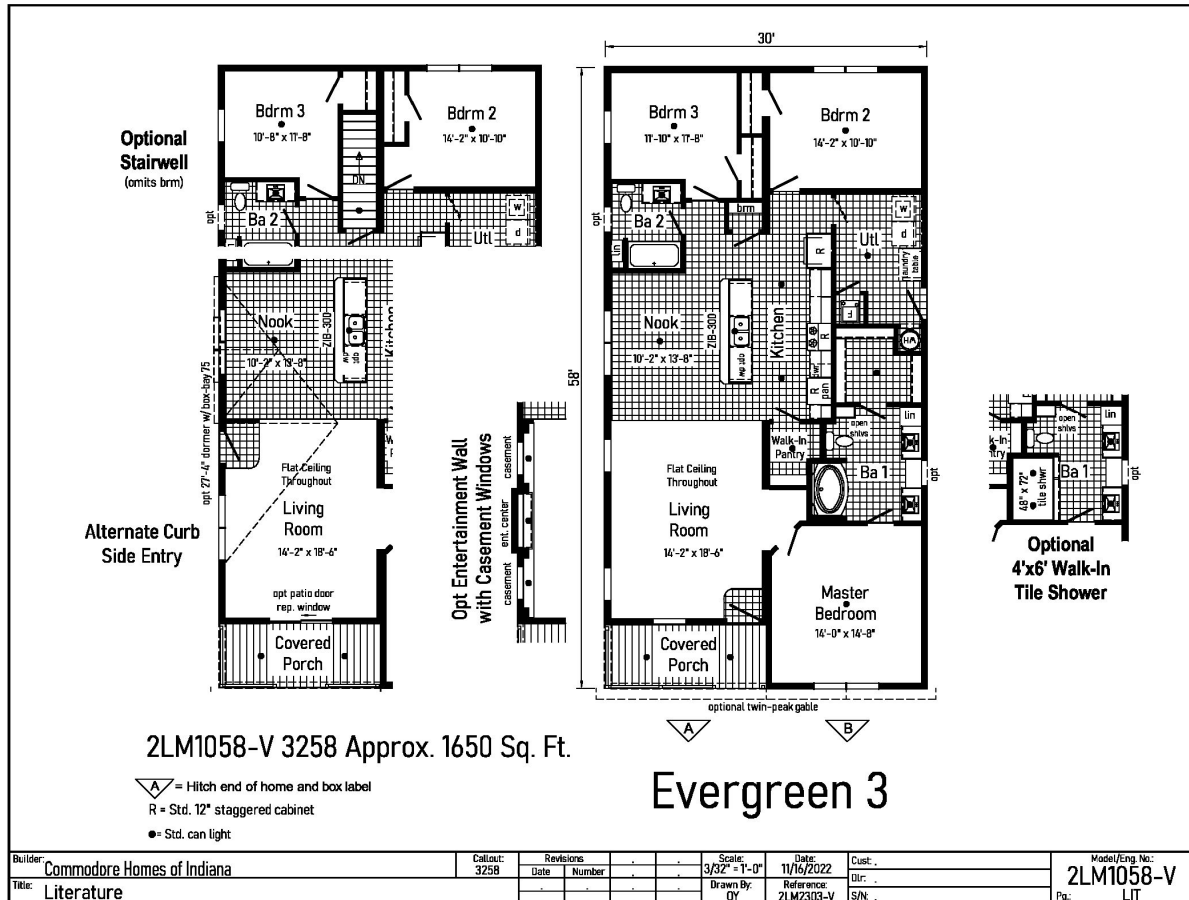 30'
Optional
Stairwell
(omits brm)
Bdrm 3
10'-8" x 11'-8"
Bdrm 2
14'-2" x 10'-10"
DN
opt
Ba 2
W
d
Utl
Nook
10'-2" x 13'-8"
ZIB-300
opt dw
Kitchen
opt 27'-4" dormer w/ box-bay 75
Flat Ceiling
Throughout
Living
Room
14'-2" x 18'-6"
Alternate Curb
Side Entry
opt patio door
rep. window
Covered
Porch
Opt Entertainment Wall
with Casement Windows
casement
ent. center
casement
58'
Bdrm 3
11'-10" x 11'-8"
Bdrm 2
14'-2" x 10'-10"
opt
Ba 2
lin
brm
R
W
d
Utl
laundry
table
F
W/H
Nook
10'-2" x 13'-8"
ZIB-300
opt dw
Kitchen
R
R
pan
Walk-In
Pantry
open
shlvs
lin
Ba 1
opt
Flat Ceiling
Throughout
Living
Room
14'-2" x 18'-6"
Master
Bedroom
14'-0" x 14'-8"
Covered
Porch
optional twin-peak gable
A
B
open
shlvs
lin
Ba 1
opt
48" x 72"
tile shwr
Optional
4'x6' Walk-In
Tile Shower
2LM1058-V 3258 Approx. 1650 Sq. Ft.
A = Hitch end of home and box label
R = Std. 12" staggered cabinet
●= Std. can light
Evergreen 3
Builder: Commodore Homes of Indiana
Title: Literature
Callout: 3258
Revisions
Date Number
Scale: 3/32" = 1'-0"
Drawn By: OY
Date: 11/16/2022
Reference: 2LM2303-V
Cust: .
Dlr: .
S/N: .
Model/Eng. No.: 2LM1058-V
Pg.: LIT